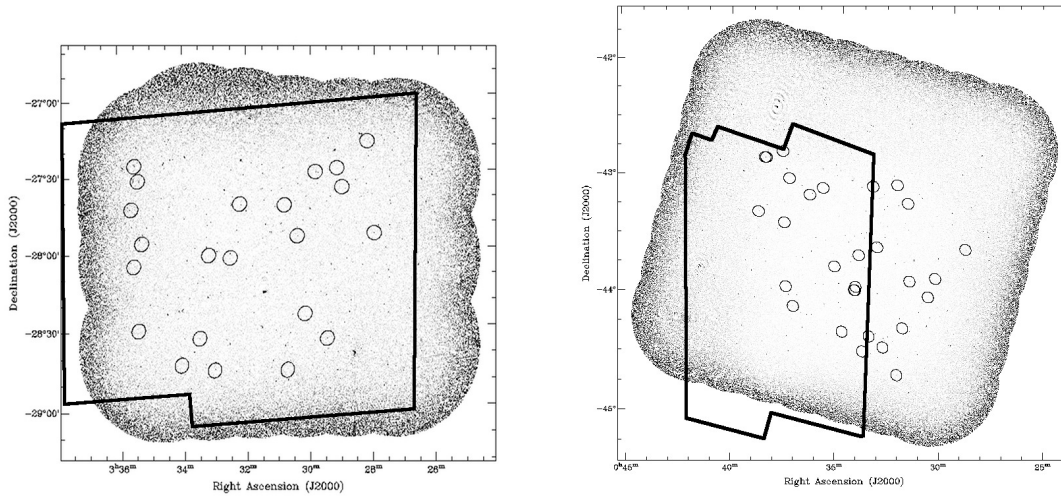 -27°00'
-27°30'
-28°00'
-28°30'
-29°00'
Declination (J2000)
3ʰ36ᵐ
34ᵐ
32ᵐ
30ᵐ
28ᵐ
26ᵐ
Right Ascension (J2000)
-42°
-43°
-44°
-45°
Declination (J2000)
0ʰ45ᵐ
40ᵐ
35ᵐ
30ᵐ
25ᵐ
Right Ascension (J2000)